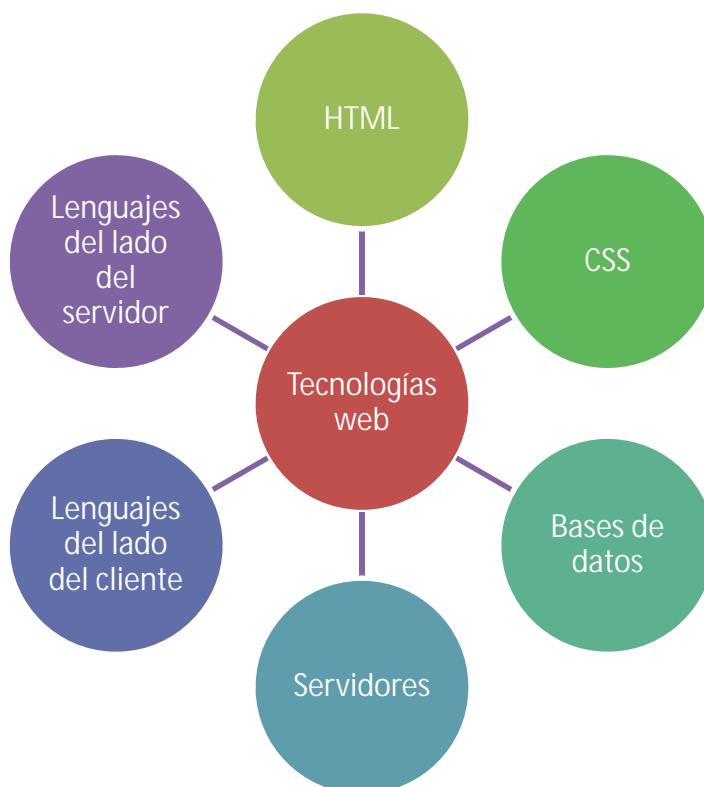 HTML
CSS
Bases de
datos
Servidores
Lenguajes
del lado
del cliente
Lenguajes
del lado
del
servidor
Tecnologías
web